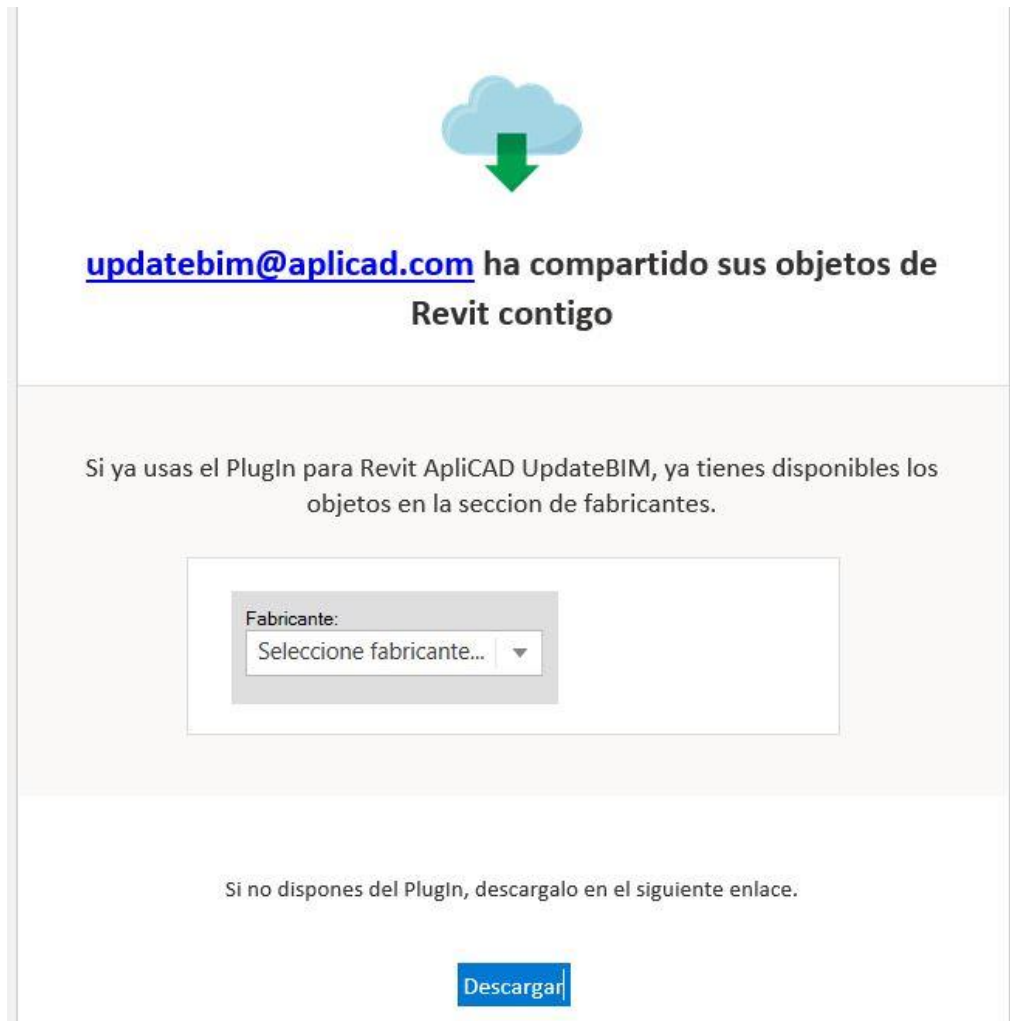 updatebim@aplicad.com ha compartido sus objetos de
Revit contigo
Si ya usas el PlugIn para Revit ApliCAD UpdateBIM, ya tienes disponibles los
objetos en la seccion de fabricantes.
Fabricante:
Seleccione fabricante...
Si no dispones del PlugIn, descargalo en el siguiente enlace.
Descargar